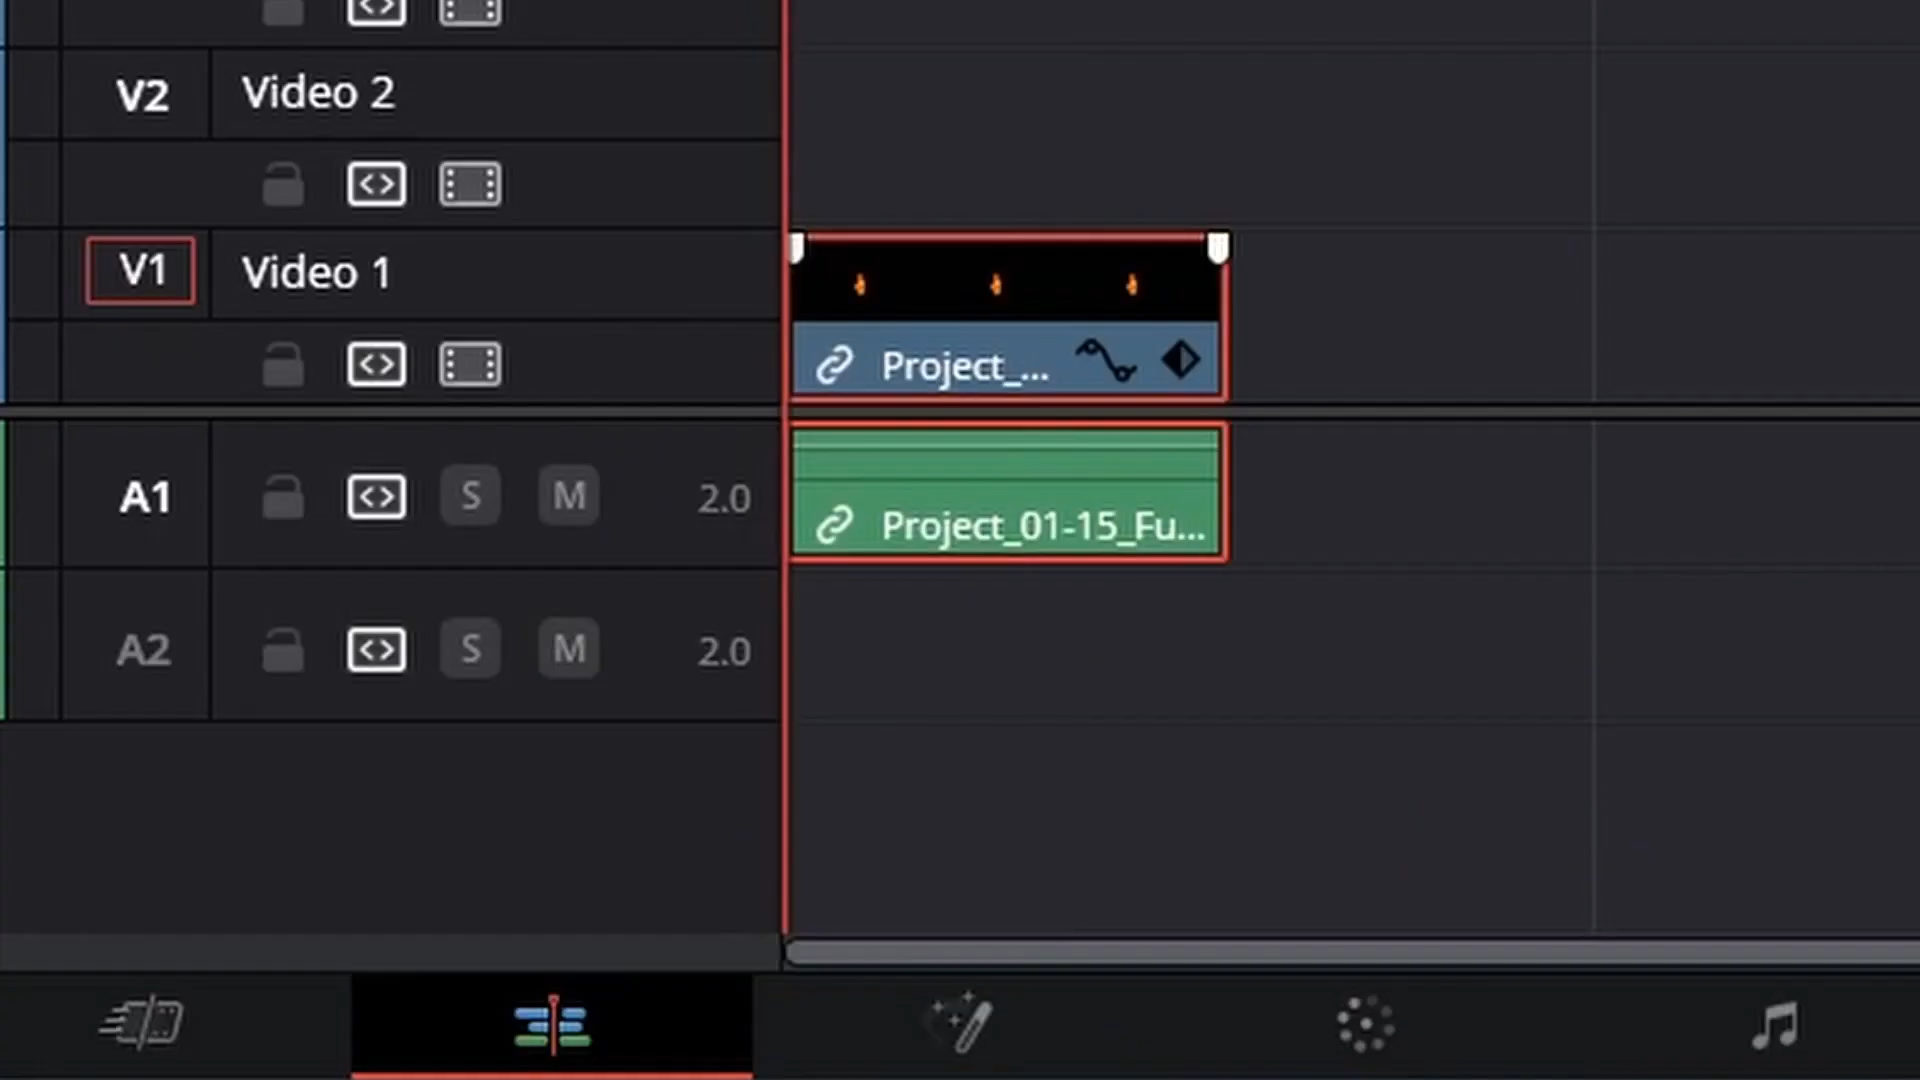 V2 Video 2
V1 Video 1
Project_...
A1 S M 2.0
Project_01-15_Fu...
A2 S M 2.0